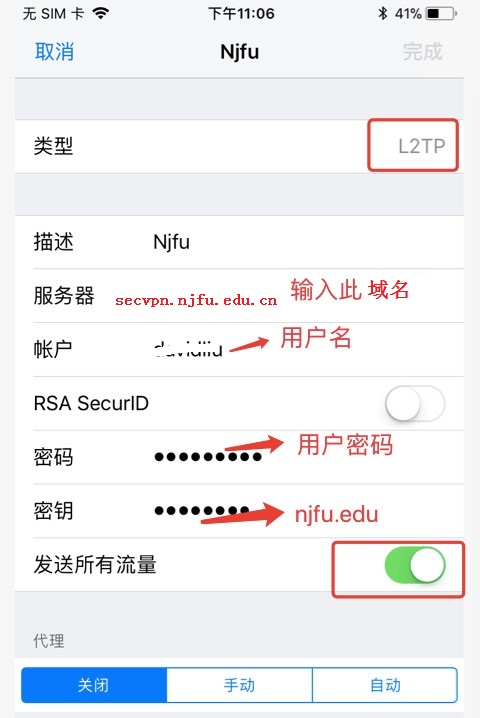 无 SIM 卡 下午11:06 41%
取消 Njfu 完成
类型 L2TP
描述 Njfu
服务器 secvpn.njfu.edu.cn 输入此 域名
帐户 用户名
RSA SecurID
密码 ●●●●●●●●● 用户密码
密钥 ●●●●●●●● njfu.edu
发送所有流量
代理
关闭 手动 自动